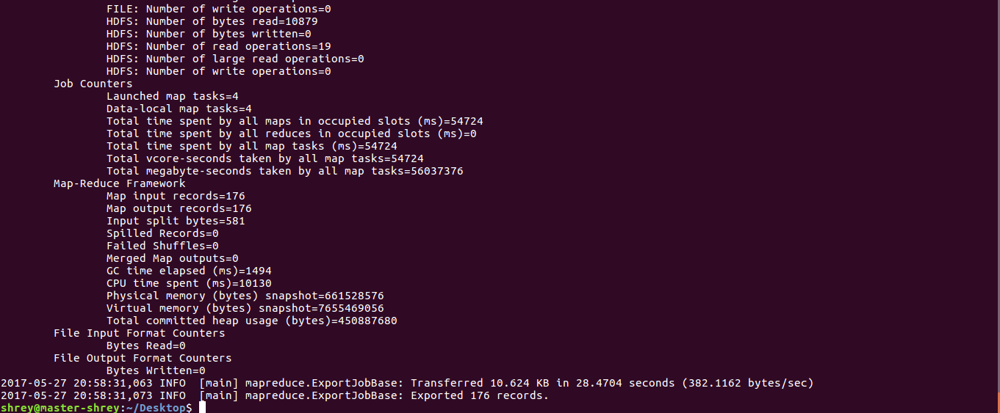 FILE: Number of write operations=0
HDFS: Number of bytes read=10879
HDFS: Number of bytes written=0
HDFS: Number of read operations=19
HDFS: Number of large read operations=0
HDFS: Number of write operations=0
Job Counters
Launched map tasks=4
Data-local map tasks=4
Total time spent by all maps in occupied slots (ms)=54724
Total time spent by all reduces in occupied slots (ms)=0
Total time spent by all map tasks (ms)=54724
Total vcore-seconds taken by all map tasks=54724
Total megabyte-seconds taken by all map tasks=56037376
Map-Reduce Framework
Map input records=176
Map output records=176
Input split bytes=581
Spilled Records=0
Failed Shuffles=0
Merged Map outputs=0
GC time elapsed (ms)=1494
CPU time spent (ms)=10130
Physical memory (bytes) snapshot=661528576
Virtual memory (bytes) snapshot=7655469056
Total committed heap usage (bytes)=450887680
File Input Format Counters
Bytes Read=0
File Output Format Counters
Bytes Written=0
2017-05-27 20:58:31,063 INFO  [main] mapreduce.ExportJobBase: Transferred 10.624 KB in 28.4704 seconds (382.1162 bytes/sec)
2017-05-27 20:58:31,073 INFO  [main] mapreduce.ExportJobBase: Exported 176 records.
shrey@master-shrey:~/Desktop$